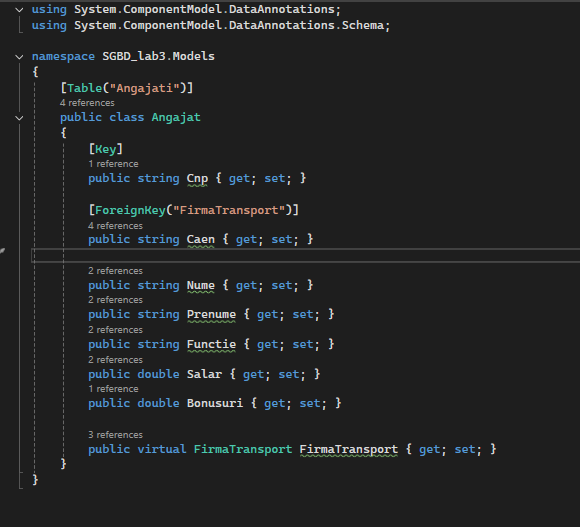 using System.ComponentModel.DataAnnotations;
using System.ComponentModel.DataAnnotations.Schema;
namespace SGBD_lab3.Models
{
[Table("Angajati")]
4 references
public class Angajat
{
[Key]
1 reference
public string Cnp { get; set; }
[ForeignKey("FirmaTransport")]
4 references
public string Caen { get; set; }
2 references
public string Nume { get; set; }
2 references
public string Prenume { get; set; }
2 references
public string Functie { get; set; }
2 references
public double Salar { get; set; }
1 reference
public double Bonusuri { get; set; }
3 references
public virtual FirmaTransport FirmaTransport { get; set; }
}
}